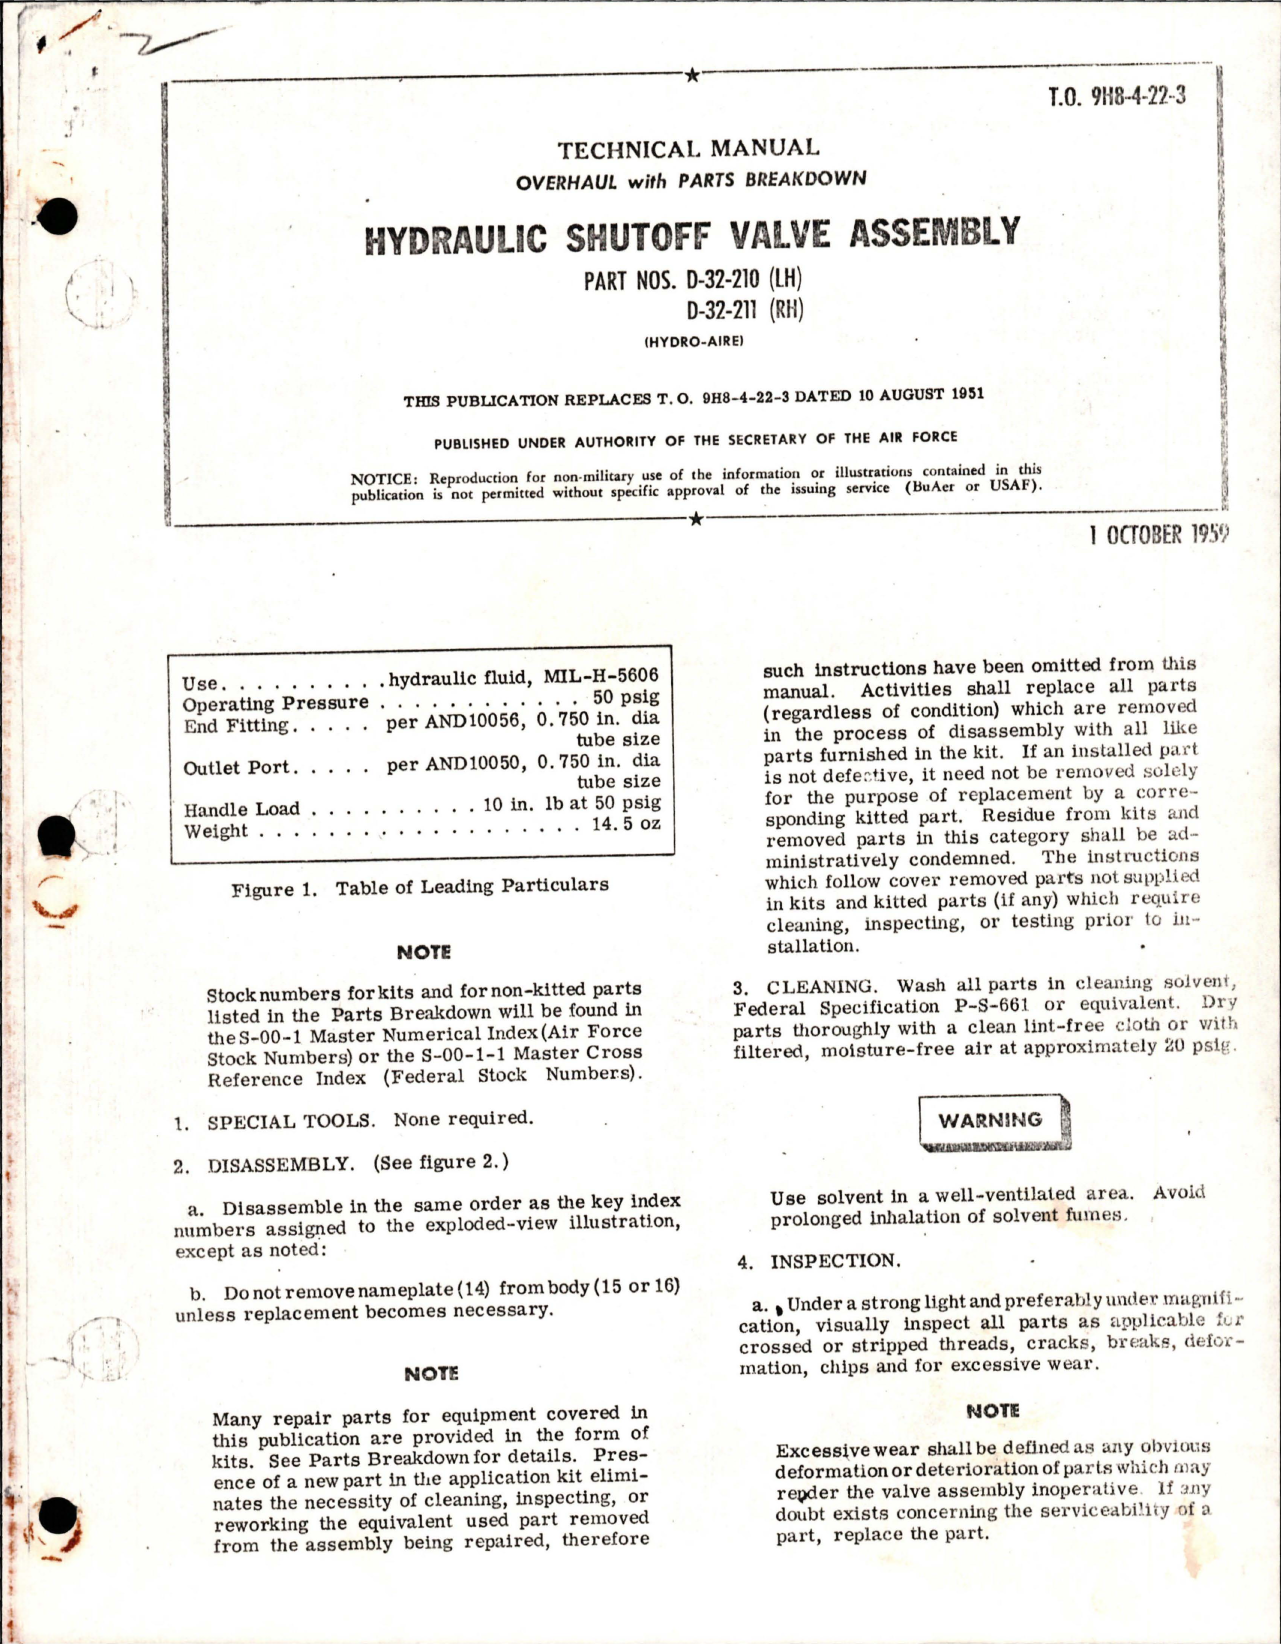 T.O. 9H8-4-22-3
TECHNICAL MANUAL
OVERHAUL with PARTS BREAKDOWN
HYDRAULIC SHUTOFF VALVE ASSEMBLY
PART NOS. D-32-210 (LH)
D-32-211 (RH)
(HYDRO-AIRE)
THIS PUBLICATION REPLACES T. O. 9H8-4-22-3 DATED 10 AUGUST 1951
PUBLISHED UNDER AUTHORITY OF THE SECRETARY OF THE AIR FORCE
NOTICE: Reproduction for non-military use of the information or illustrations contained in this
publication is not permitted without specific approval of the issuing service (BuAer or USAF).
1 OCTOBER 1959
Use. . . . . . . . . . .hydraulic fluid, MIL-H-5606
Operating Pressure . . . . . . . . . . . . 50 psig
End Fitting. . . . . per AND10056, 0.750 in. dia
tube size
Outlet Port. . . . . per AND10050, 0.750 in. dia
tube size
Handle Load . . . . . . . . . . 10 in. lb at 50 psig
Weight . . . . . . . . . . . . . . . . . . . 14.5 oz
Figure 1. Table of Leading Particulars
NOTE
Stock numbers for kits and for non-kitted parts
listed in the Parts Breakdown will be found in
the S-00-1 Master Numerical Index (Air Force
Stock Numbers) or the S-00-1-1 Master Cross
Reference Index (Federal Stock Numbers).
1. SPECIAL TOOLS. None required.
2. DISASSEMBLY. (See figure 2.)
a. Disassemble in the same order as the key index
numbers assigned to the exploded-view illustration,
except as noted:
b. Do not remove nameplate (14) from body (15 or 16)
unless replacement becomes necessary.
NOTE
Many repair parts for equipment covered in
this publication are provided in the form of
kits. See Parts Breakdown for details. Pres-
ence of a new part in the application kit elimi-
nates the necessity of cleaning, inspecting, or
reworking the equivalent used part removed
from the assembly being repaired, therefore
such instructions have been omitted from this
manual. Activities shall replace all parts
(regardless of condition) which are removed
in the process of disassembly with all like
parts furnished in the kit. If an installed part
is not defective, it need not be removed solely
for the purpose of replacement by a corre-
sponding kitted part. Residue from kits and
removed parts in this category shall be ad-
ministratively condemned. The instructions
which follow cover removed parts not supplied
in kits and kitted parts (if any) which require
cleaning, inspecting, or testing prior to in-
stallation.
3. CLEANING. Wash all parts in cleaning solvent,
Federal Specification P-S-661 or equivalent. Dry
parts thoroughly with a clean lint-free cloth or with
filtered, moisture-free air at approximately 20 psig.
WARNING
Use solvent in a well-ventilated area. Avoid
prolonged inhalation of solvent fumes.
4. INSPECTION.
a. Under a strong light and preferably under magnifi-
cation, visually inspect all parts as applicable for
crossed or stripped threads, cracks, breaks, defor-
mation, chips and for excessive wear.
NOTE
Excessive wear shall be defined as any obvious
deformation or deterioration of parts which may
render the valve assembly inoperative. If any
doubt exists concerning the serviceability of a
part, replace the part.